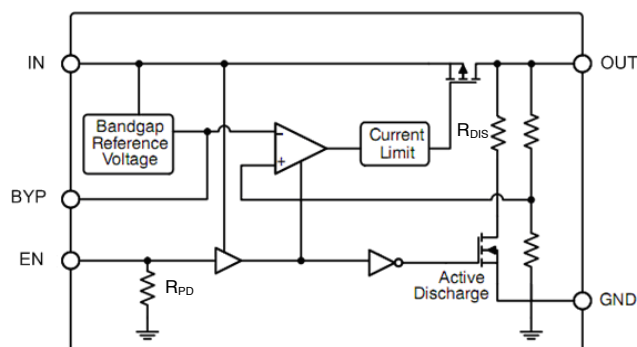 IN
OUT
Bandgap
Reference
Voltage
-
+
Current
Limit
RDIS
BYP
EN
RPD
Active
Discharge
GND